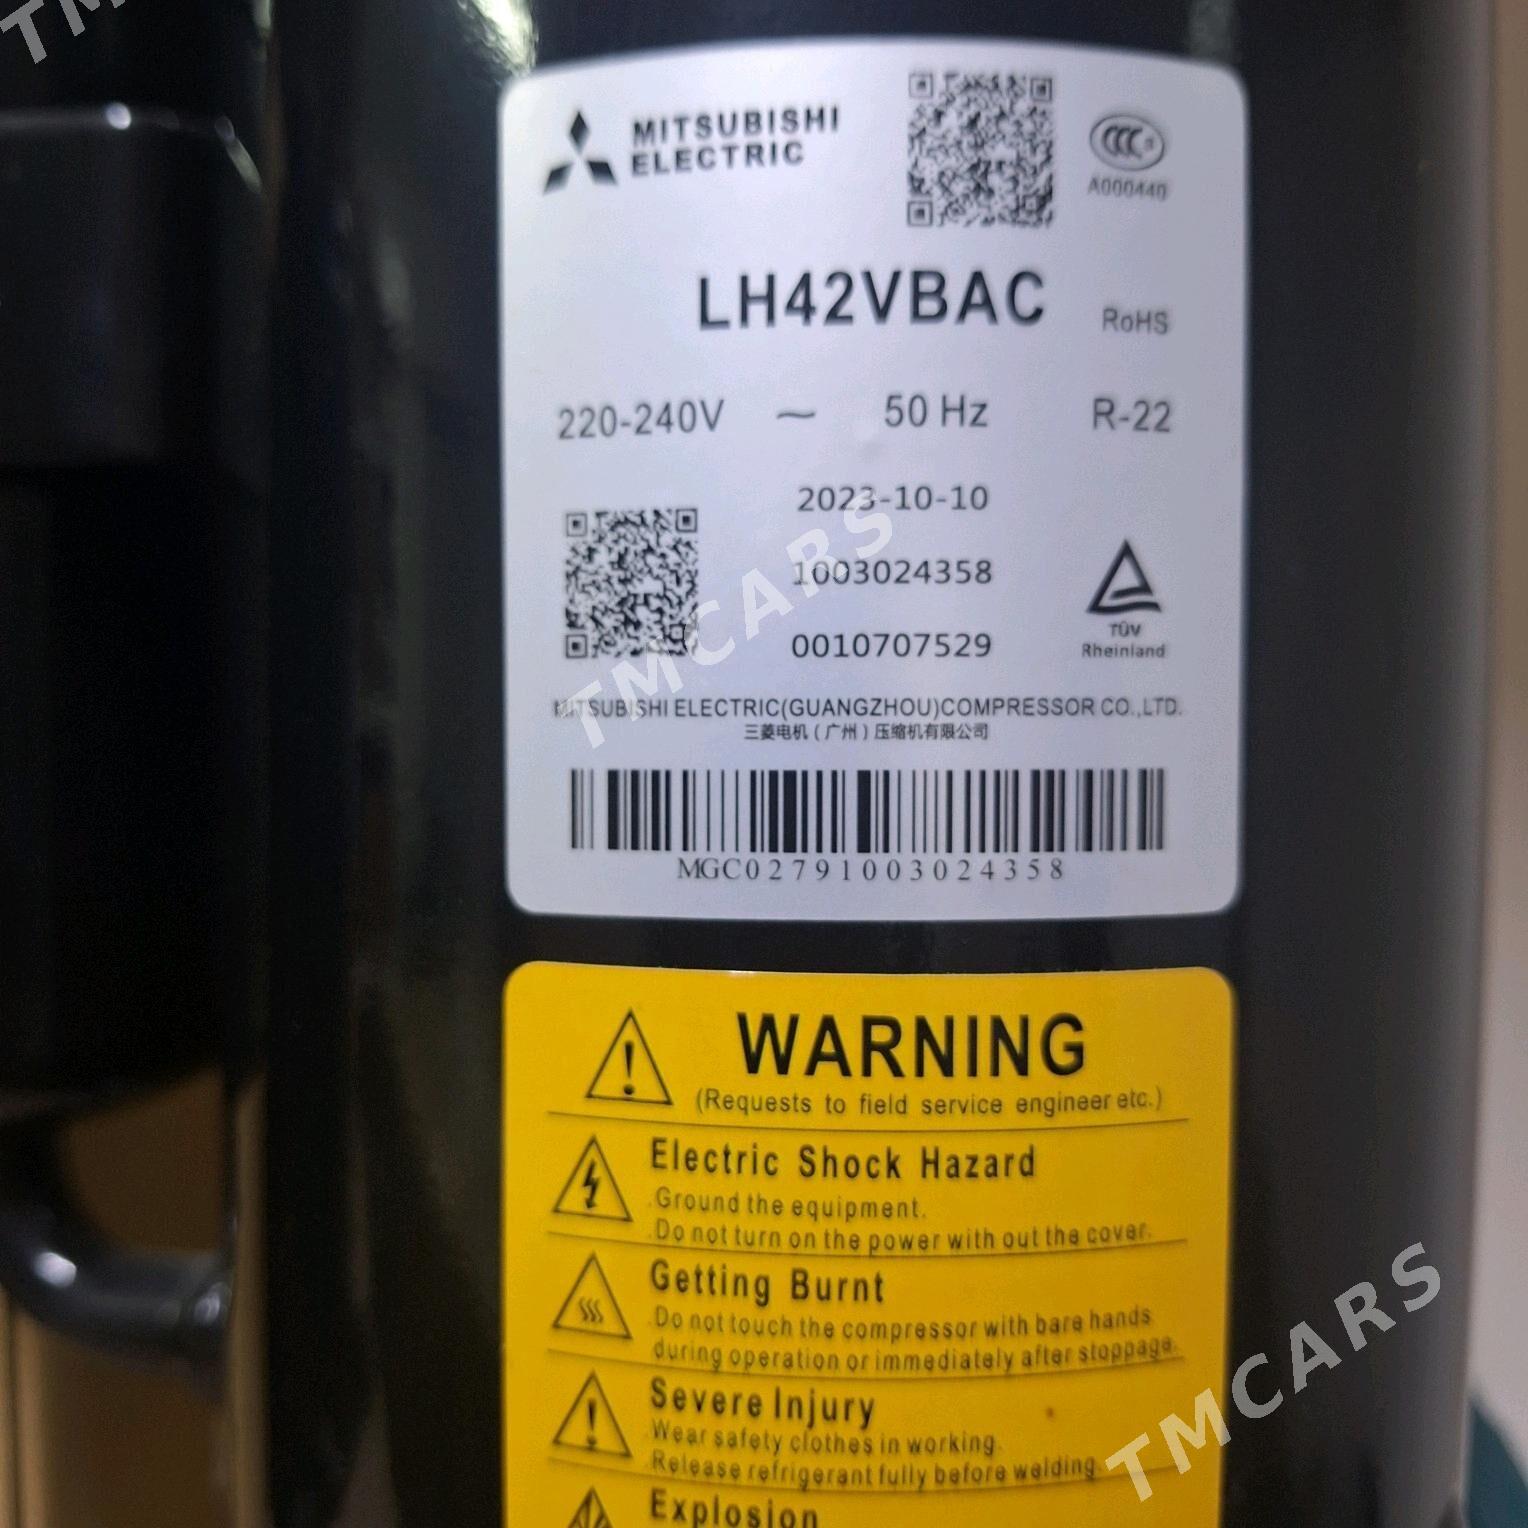 MITSUBISHI
ELECTRIC
A000440
LH42VBAC
RoHS
220-240V ~ 50 Hz R-22
2023-10-10
1003024358
0010707529
TÜV
Rheinland
MITSUBISHI ELECTRIC(GUANGZHOU)COMPRESSOR CO.,LTD.
三菱电机（广州）压缩机有限公司
MGC02791003024358
WARNING
(Requests to field service engineer etc.)
Electric Shock Hazard
.Ground the equipment.
.Do not turn on the power with out the cover.
Getting Burnt
.Do not touch the compressor with bare hands
during operation or immediately after stoppage.
Severe Injury
.Wear safety clothes in working.
.Release refrigerant fully before welding.
Explosion
TMCARS
TMCARS
TM